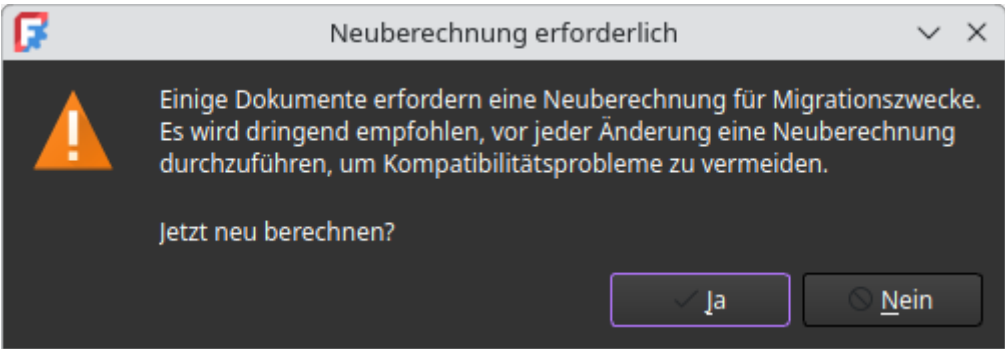 Neuberechnung erforderlich
Einige Dokumente erfordern eine Neuberechnung für Migrationszwecke.
Es wird dringend empfohlen, vor jeder Änderung eine Neuberechnung
durchzuführen, um Kompatibilitätsprobleme zu vermeiden.
Jetzt neu berechnen?
Ja
Nein